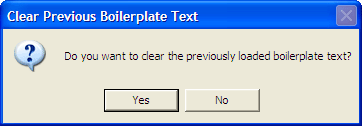 Clear Previous Boilerplate Text
Do you want to clear the previously loaded boilerplate text?
Yes
No